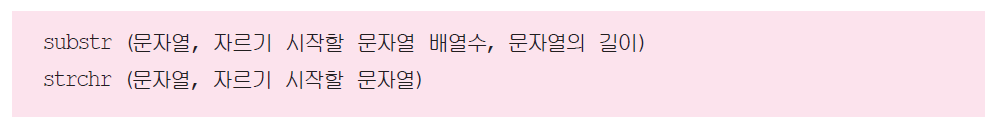 substr (문자열, 자르기 시작할 문자열 배열수, 문자열의 길이)
strchr (문자열, 자르기 시작할 문자열)